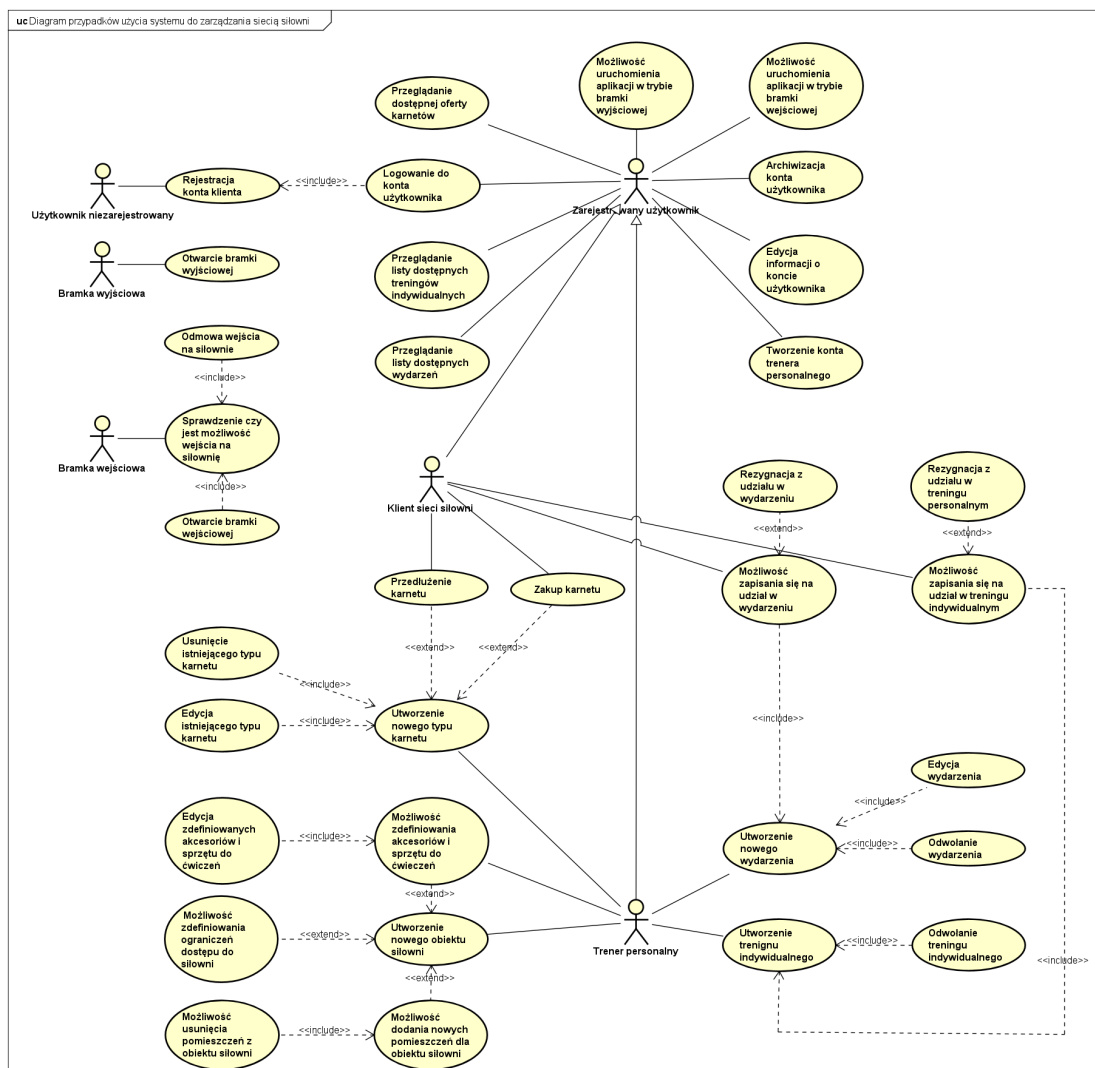 uc Diagram przypadków użycia systemu do zarządzania siecią siłowni
Możliwość
uruchomienia
aplikacji w trybie
bramki
wyjściowej
Możliwość
uruchomienia
aplikacji w trybie
bramki
wejściowej
Przeglądanie
dostępnej oferty
karnetów
Użytkownik niezarejestrowany
Rejestracja
konta klienta
<<include>>
Logowanie do
konta
użytkownika
Zarejestrowany użytkownik
Archiwizacja
konta
użytkownika
Bramka wyjściowa
Otwarcie bramki
wyjściowej
Przeglądanie
listy dostępnych
treningów
indywidualnych
Edycja
informacji o
koncie
użytkownika
Odmowa wejścia
na siłownie
<<include>>
Przeglądanie
listy dostępnych
wydarzeń
Tworzenie konta
trenera
personalnego
Bramka wejściowa
Sprawdzenie czy
jest możliwość
wejścia na
siłownię
<<include>>
Otwarcie bramki
wejściowej
Klient sieci siłowni
Rezygnacja z
udziału w
wydarzeniu
<<extend>>
Rezygnacja z
udziału w
treningu
personalnym
<<extend>>
Przedłużenie
karnetu
Zakup karnetu
Możliwość
zapisania się na
udział w
wydarzeniu
Możliwość
zapisania się na
udział w treningu
indywidualnym
Usunięcie
istniejącego typu
karnetu
<<extend>>
<<extend>>
<<include>>
Edycja
istniejącego typu
karnetu
<<include>>
Utworzenie
nowego typu
karnetu
<<include>>
Edycja
wydarzenia
<<include>>
Edycja
zdefiniowanych
akcesoriów i
sprzętu do
ćwiczeń
<<include>>
Możliwość
zdefiniowania
akcesoriów i
sprzętu do
ćwieczeń
Utworzenie
nowego
wydarzenia
<<include>>
Odwołanie
wydarzenia
<<extend>>
Możliwość
zdefiniowania
ograniczeń
dostępu do
siłowni
<<extend>>
Utworzenie
nowego obiektu
siłowni
Trener personalny
Utworzenie
trenignu
indywidualnego
<<include>>
Odwołanie
treningu
indywidualnego
<<include>>
<<extend>>
Możliwość
usunięcia
pomieszczeń z
obiektu siłowni
<<include>>
Możliwość
dodania nowych
pomieszczeń dla
obiektu siłowni